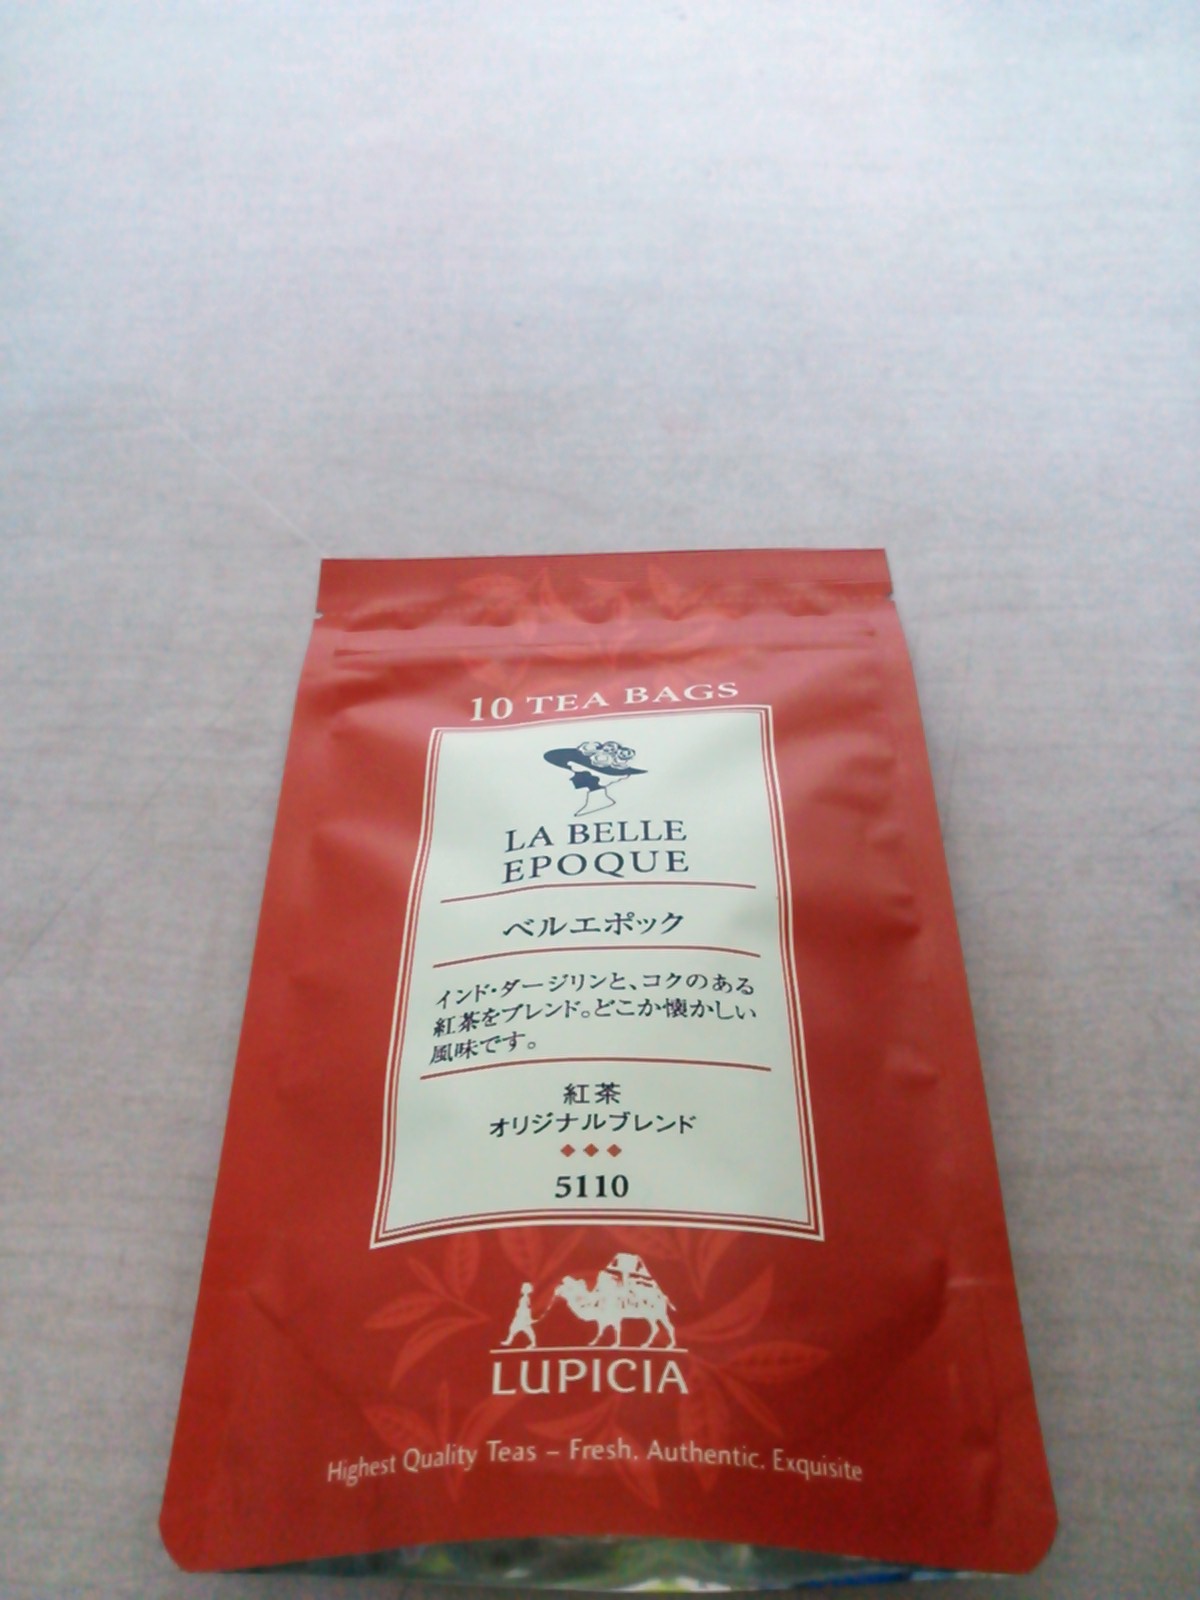 10 TEA BAGS
LA BELLE
EPOQUE
ベルエポック
インド・ダージリンと、コクのある
紅茶をブレンド。どこか懐かしい
風味です。
紅茶
オリジナルブレンド
5110
LUPICIA
Highest Quality Teas – Fresh. Authentic. Exquisite